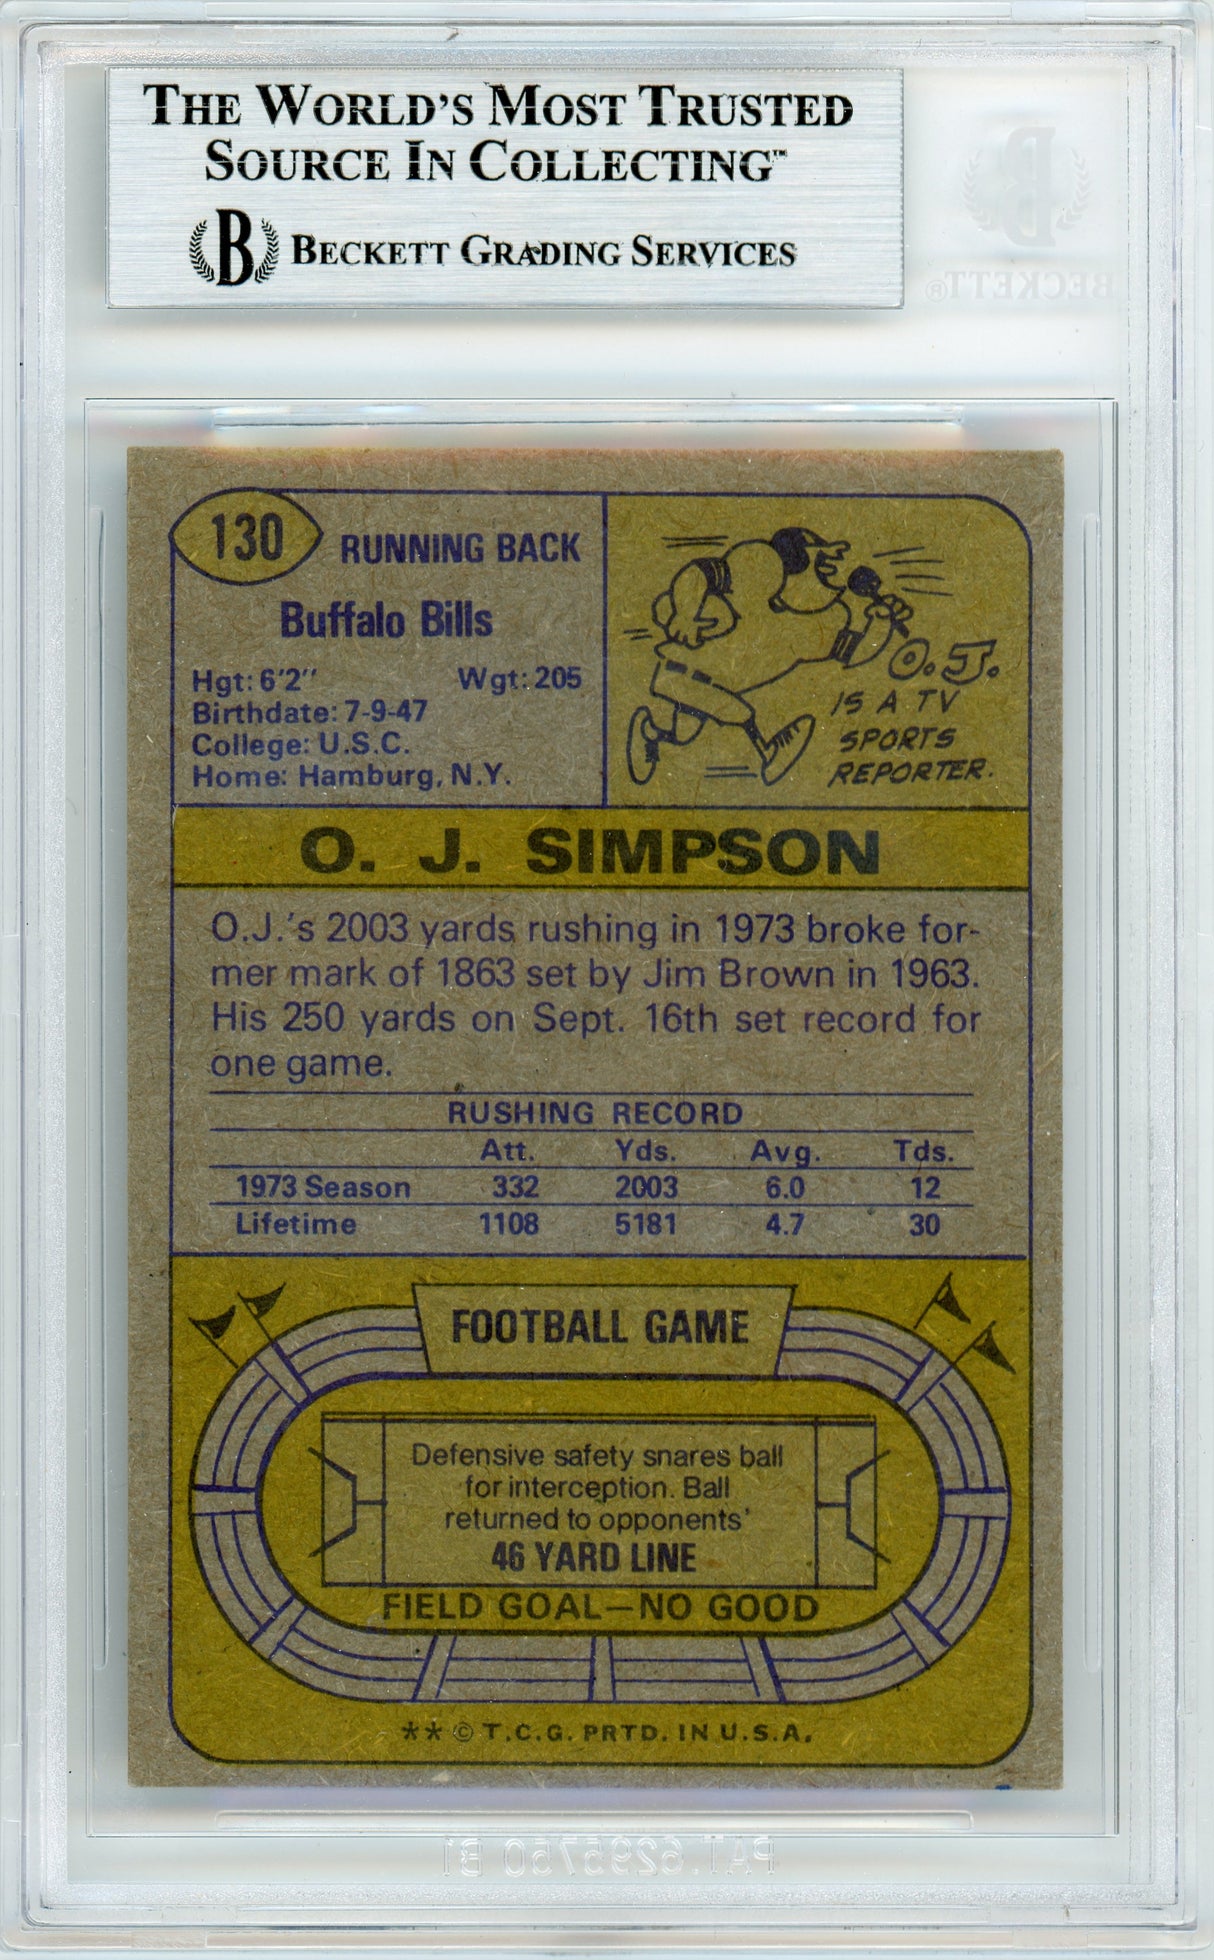 THE WORLD'S MOST TRUSTED
SOURCE IN COLLECTING™
B BECKETT GRADING SERVICES
BECKETT®
130
RUNNING BACK
Buffalo Bills
Hgt: 6'2" Wgt: 205
Birthdate: 7-9-47
College: U.S.C.
Home: Hamburg, N.Y.
O.J.
IS A TV
SPORTS
REPORTER.
O. J. SIMPSON
O.J.'s 2003 yards rushing in 1973 broke for-
mer mark of 1863 set by Jim Brown in 1963.
His 250 yards on Sept. 16th set record for
one game.
RUSHING RECORD
Att. Yds. Avg. Tds.
1973 Season 332 2003 6.0 12
Lifetime 1108 5181 4.7 30
FOOTBALL GAME
Defensive safety snares ball
for interception. Ball
returned to opponents'
46 YARD LINE
FIELD GOAL—NO GOOD
** © T.C.G. PRTD. IN U.S.A.
PAT. 6295750 B1